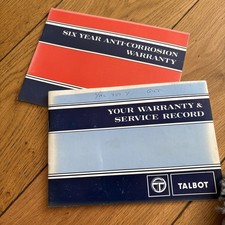 SIX YEAR ANTI-CORROSION
WARRANTY
YOUR WARRANTY &
SERVICE RECORD
TALBOT